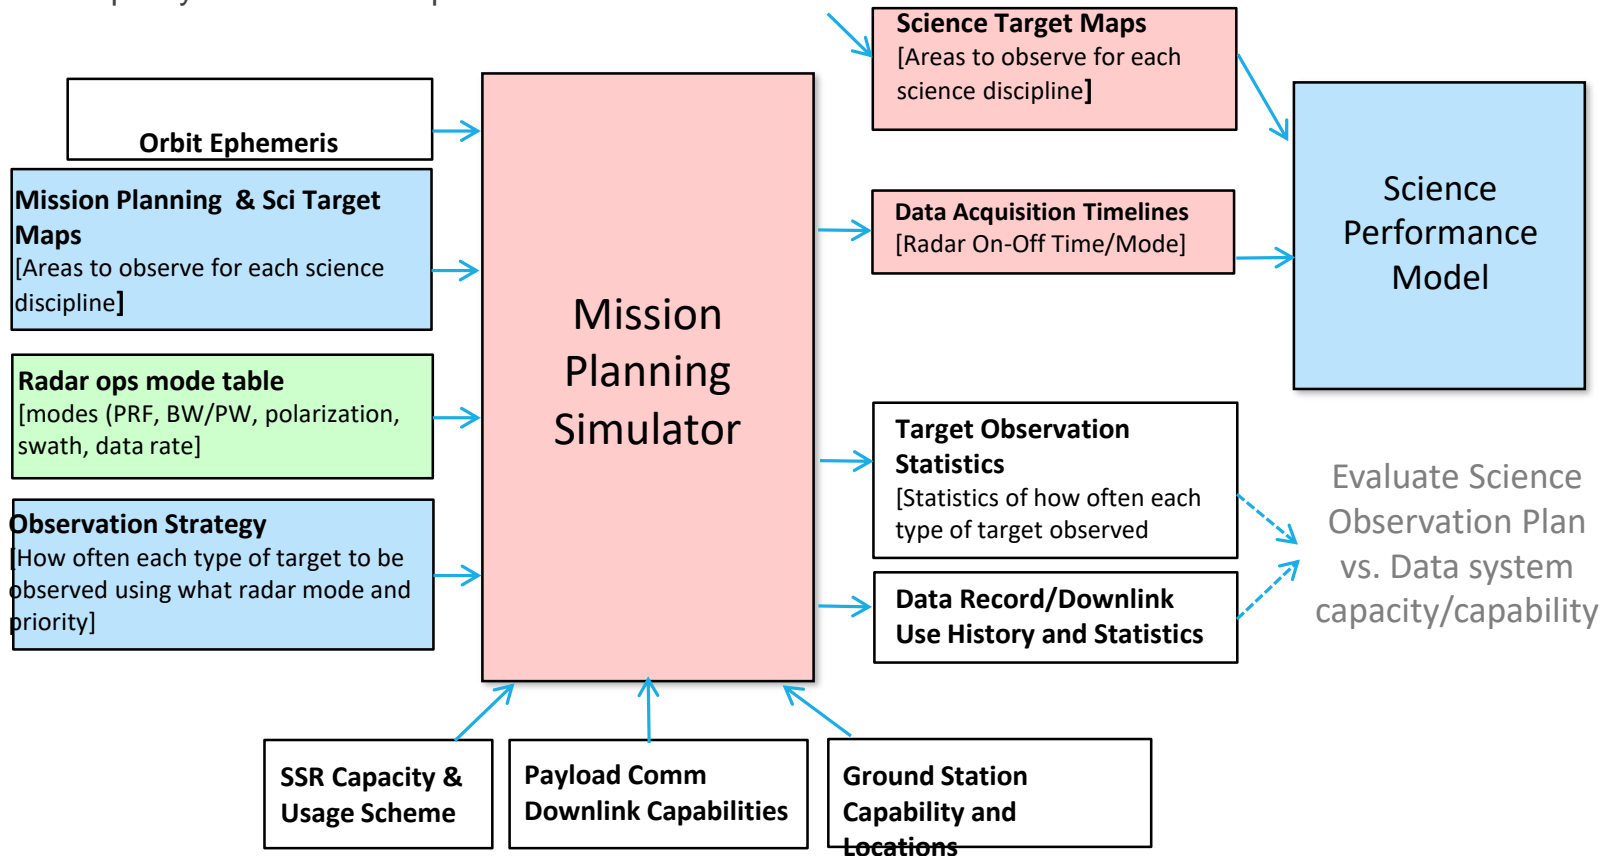 Orbit Ephemeris
Mission Planning & Sci Target
Maps
[Areas to observe for each science
discipline]
Radar ops mode table
[modes (PRF, BW/PW, polarization,
swath, data rate]
Observation Strategy
[How often each type of target to be
observed using what radar mode and
priority]
Mission
Planning
Simulator
SSR Capacity &
Usage Scheme
Payload Comm
Downlink Capabilities
Ground Station
Capability and
Locations
Science Target Maps
[Areas to observe for each
science discipline]
Data Acquisition Timelines
[Radar On-Off Time/Mode]
Target Observation
Statistics
[Statistics of how often each
type of target observed
Data Record/Downlink
Use History and Statistics
Science
Performance
Model
Evaluate Science
Observation Plan
vs. Data system
capacity/capability